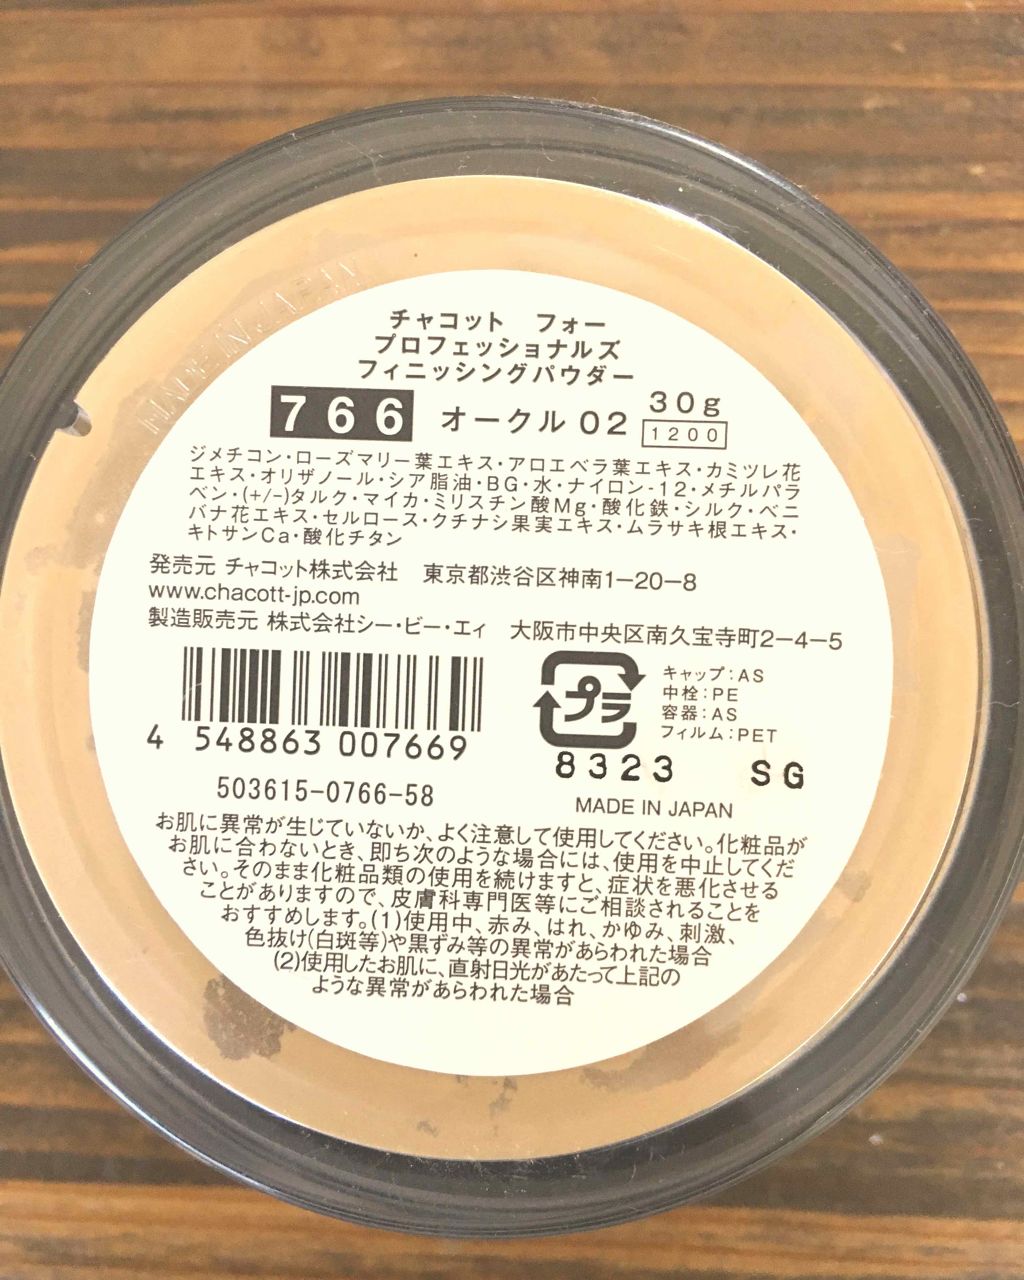 MADE IN JAPAN
チャコット　フォー
プロフェッショナルズ
フィニッシングパウダー
766 オークル 02 30g
1200
ジメチコン・ローズマリー葉エキス・アロエベラ葉エキス・カミツレ花
エキス・オリザノール・シア脂油・BG・水・ナイロン-12・メチルパラ
ベン・(+/-)タルク・マイカ・ミリスチン酸Mg・酸化鉄・シルク・ベニ
バナ花エキス・セルロース・クチナシ果実エキス・ムラサキ根エキス・
キトサンCa・酸化チタン
発売元 チャコット株式会社　東京都渋谷区神南1-20-8
www.chacott-jp.com
製造販売元 株式会社シー・ビー・エィ　大阪市中央区南久宝寺町2-4-5
プラ
キャップ：AS
中栓：PE
容器：AS
フィルム：PET
4 548863 007669
8323 SG
503615-0766-58
MADE IN JAPAN
お肌に異常が生じていないか、よく注意して使用してください。化粧品が
お肌に合わないとき、即ち次のような場合には、使用を中止してくだ
さい。そのまま化粧品類の使用を続けますと、症状を悪化させる
ことがありますので、皮膚科専門医等にご相談されることを
おすすめします。(1)使用中、赤み、はれ、かゆみ、刺激、
色抜け(白斑等)や黒ずみ等の異常があらわれた場合
(2)使用したお肌に、直射日光があたって上記の
ような異常があらわれた場合